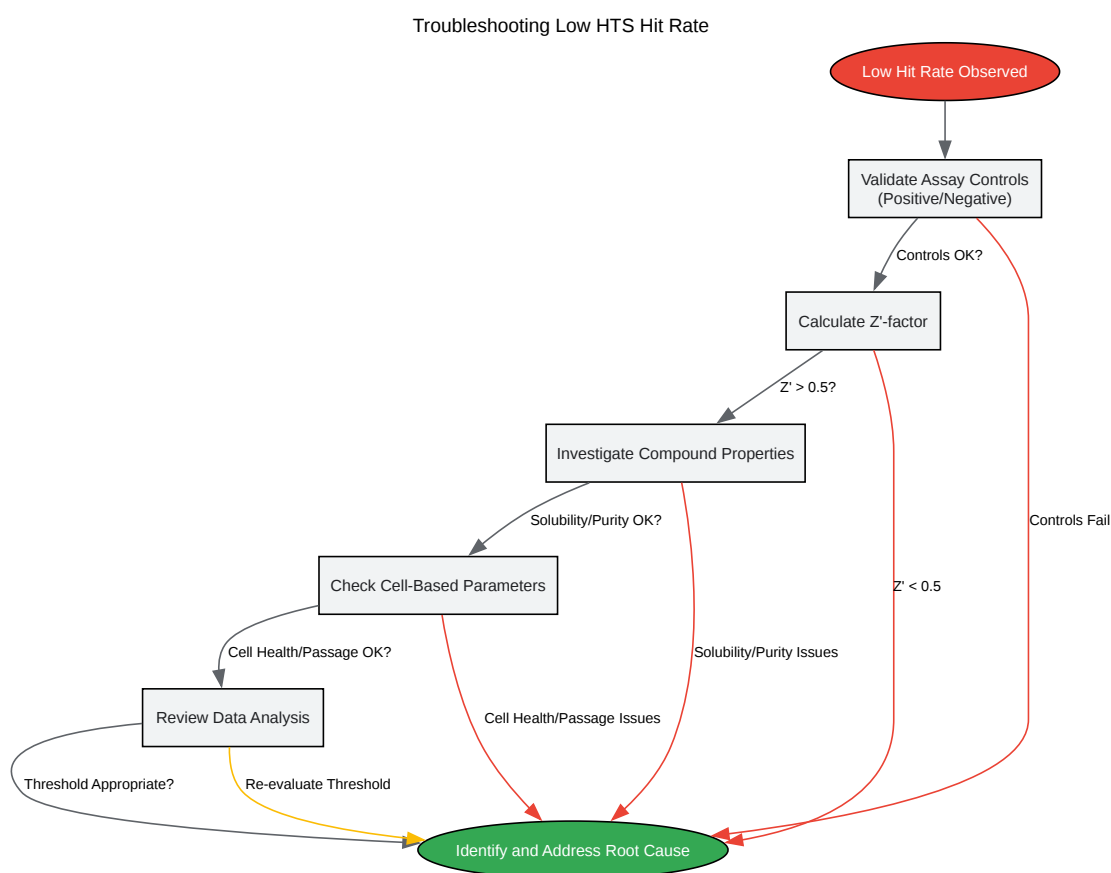 Troubleshooting Low HTS Hit Rate
Low Hit Rate Observed
Validate Assay Controls
(Positive/Negative)
Controls OK?
Calculate Z'-factor
Z' > 0.5?
Investigate Compound Properties
Solubility/Purity OK?
Controls Fail
Check Cell-Based Parameters
Z' < 0.5
Cell Health/Passage OK?
Solubility/Purity Issues
Review Data Analysis
Cell Health/Passage Issues
Threshold Appropriate?
Re-evaluate Threshold
Identify and Address Root Cause